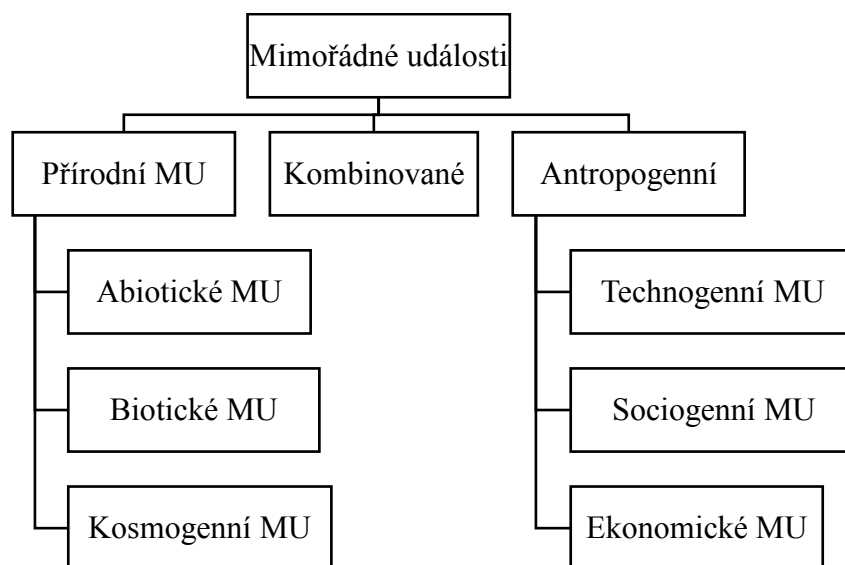 Mimořádné události
Přírodní MU
Kombinované
Antropogenní
Abiotické MU
Technogenní MU
Biotické MU
Sociogenní MU
Kosmogenní MU
Ekonomické MU